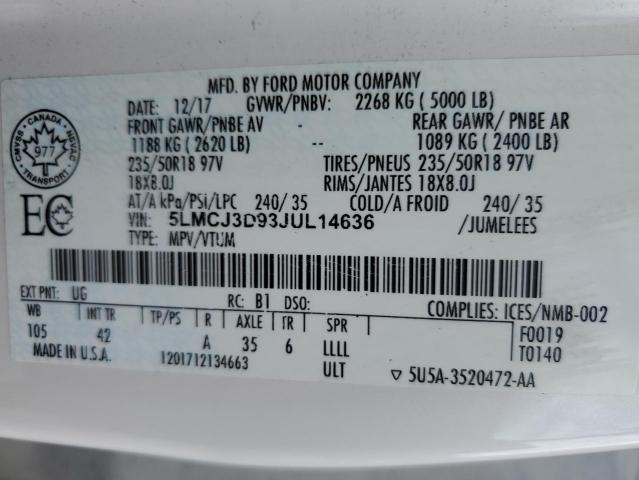 MFD. BY FORD MOTOR COMPANY
DATE: 12/17 GVWR/PNBV: 2268 KG ( 5000 LB)
FRONT GAWR/PNBE AV REAR GAWR/ PNBE AR
1188 KG ( 2620 LB) -- 1089 KG ( 2400 LB)
235/50R18 97V TIRES/PNEUS 235/50R18 97V
18X8.0J RIMS/JANTES 18X8.0J
AT/A kPa/PSi/LPC 240/ 35 COLD/A FROID 240/ 35
VIN: 5LMCJ3D93JUL14636 /JUMELEES
TYPE: MPV/VTUM
CMVSS - CANADA - NSVAC
977
TRANSPORT
EC
EXT PNT: UG RC: B1 DSO: COMPLIES: ICES/NMB-002
WB INT TR TP/PS R AXLE TR SPR F0019
105 42 A 35 6 LLLL T0140
MADE IN U.S.A. 1201712134663 ULT ▽ 5U5A-3520472-AA